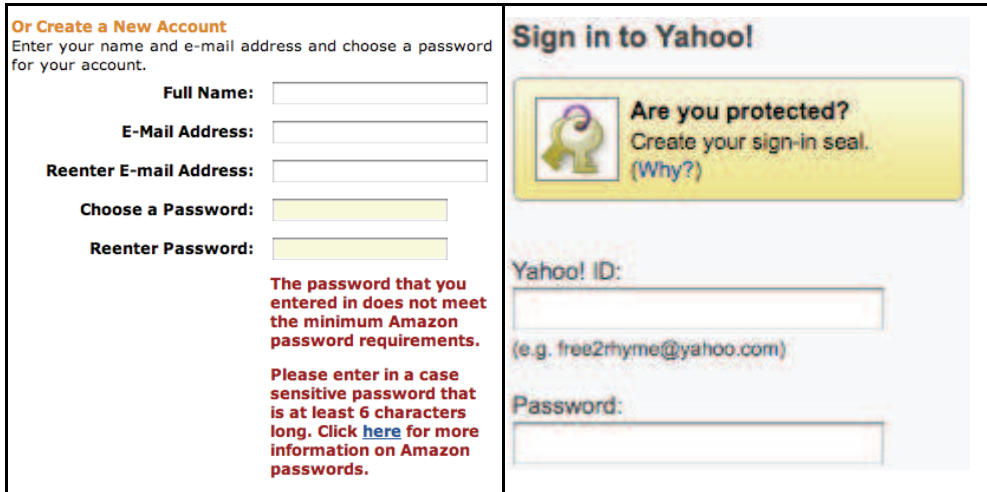 Or Create a New Account
Enter your name and e-mail address and choose a password
for your account.
Full Name:
E-Mail Address:
Reenter E-mail Address:
Choose a Password:
Reenter Password:
The password that you
entered in does not meet
the minimum Amazon
password requirements.
Please enter in a case
sensitive password that
is at least 6 characters
long. Click here for more
information on Amazon
passwords.
Sign in to Yahoo!
Are you protected?
Create your sign-in seal.
(Why?)
Yahoo! ID:
(e.g. free2rhyme@yahoo.com)
Password: